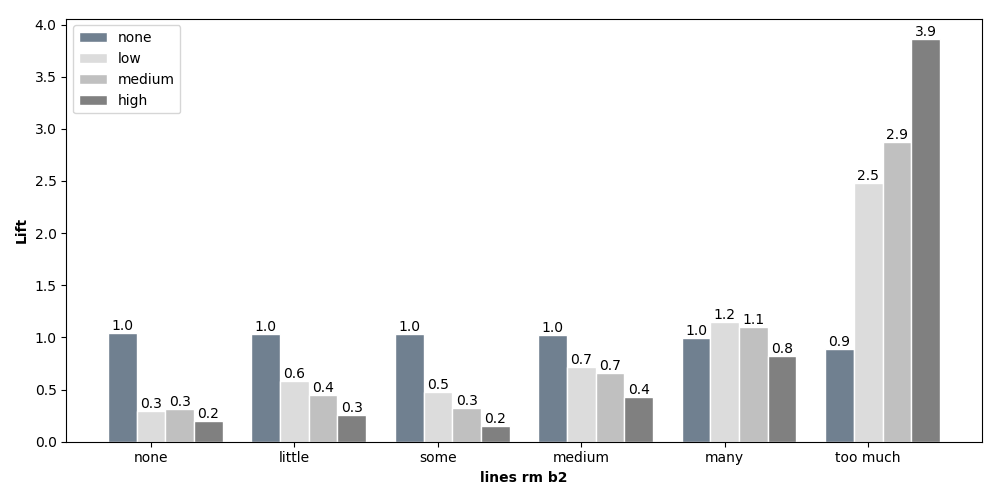 none
low
medium
high
4.0
3.5
3.0
2.5
2.0
1.5
1.0
0.5
0.0
Lift
1.0 0.3 0.3 0.2
1.0 0.6 0.4 0.3
1.0 0.5 0.3 0.2
1.0 0.7 0.7 0.4
1.0 1.2 1.1 0.8
0.9 2.5 2.9 3.9
none little some medium many too much
lines rm b2